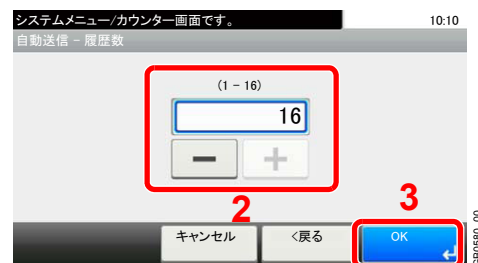 システムメニュー/カウンター画面です。
10:10
自動送信 - 履歴数
(1 - 16)
16
2
3
キャンセル
<戻る
OK
GB0580_00